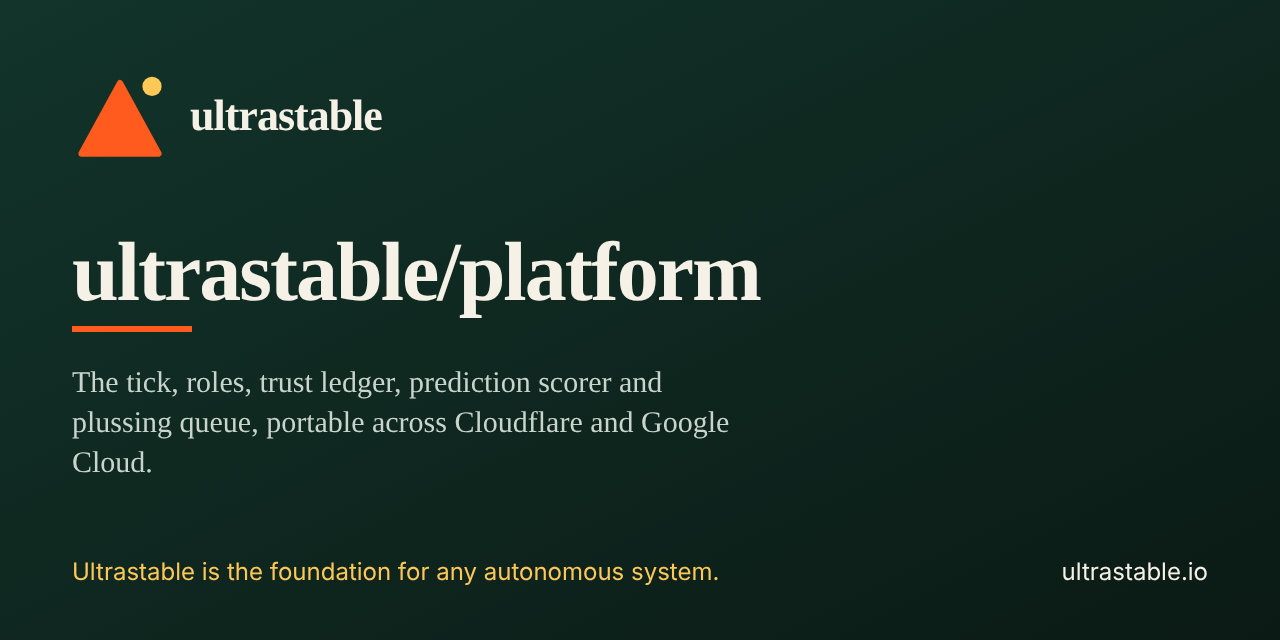 ultrastable
ultrastable/platform
The tick, roles, trust ledger, prediction scorer and
plussing queue, portable across Cloudflare and Google
Cloud.
Ultrastable is the foundation for any autonomous system.
ultrastable.io